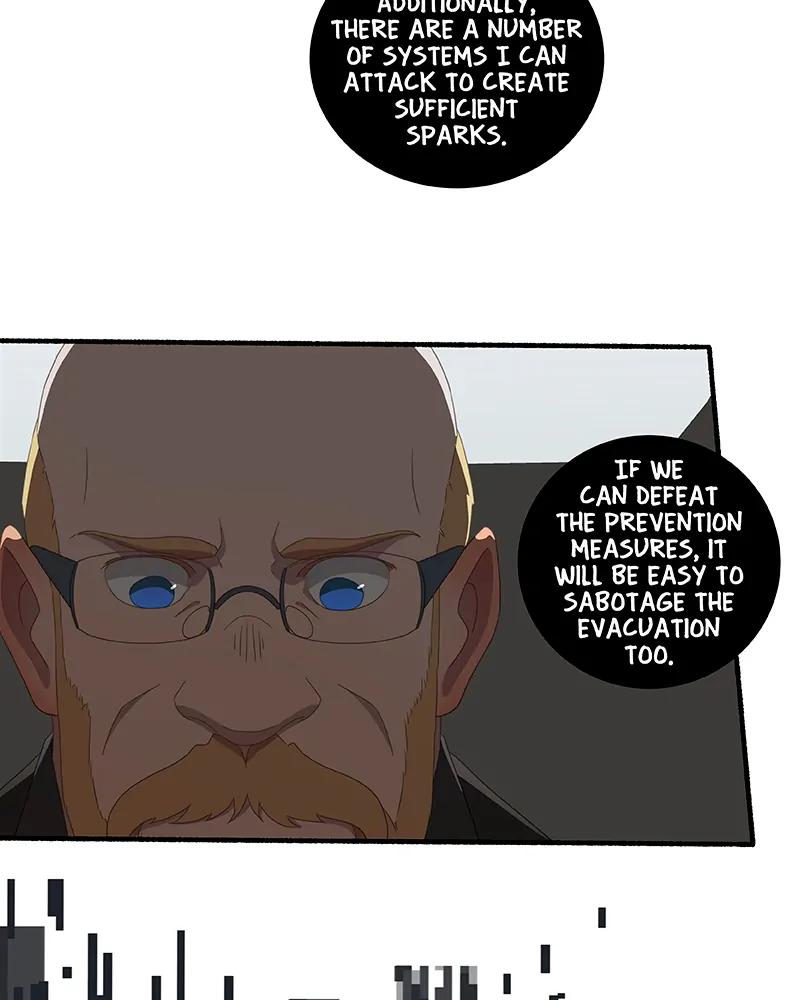 ADDITIONALLY,
THERE ARE A NUMBER
OF SYSTEMS I CAN
ATTACK TO CREATE
SUFFICIENT
SPARKS.
IF WE
CAN DEFEAT
THE PREVENTION
MEASURES, IT
WILL BE EASY TO
SABOTAGE THE
EVACUATION
TOO.